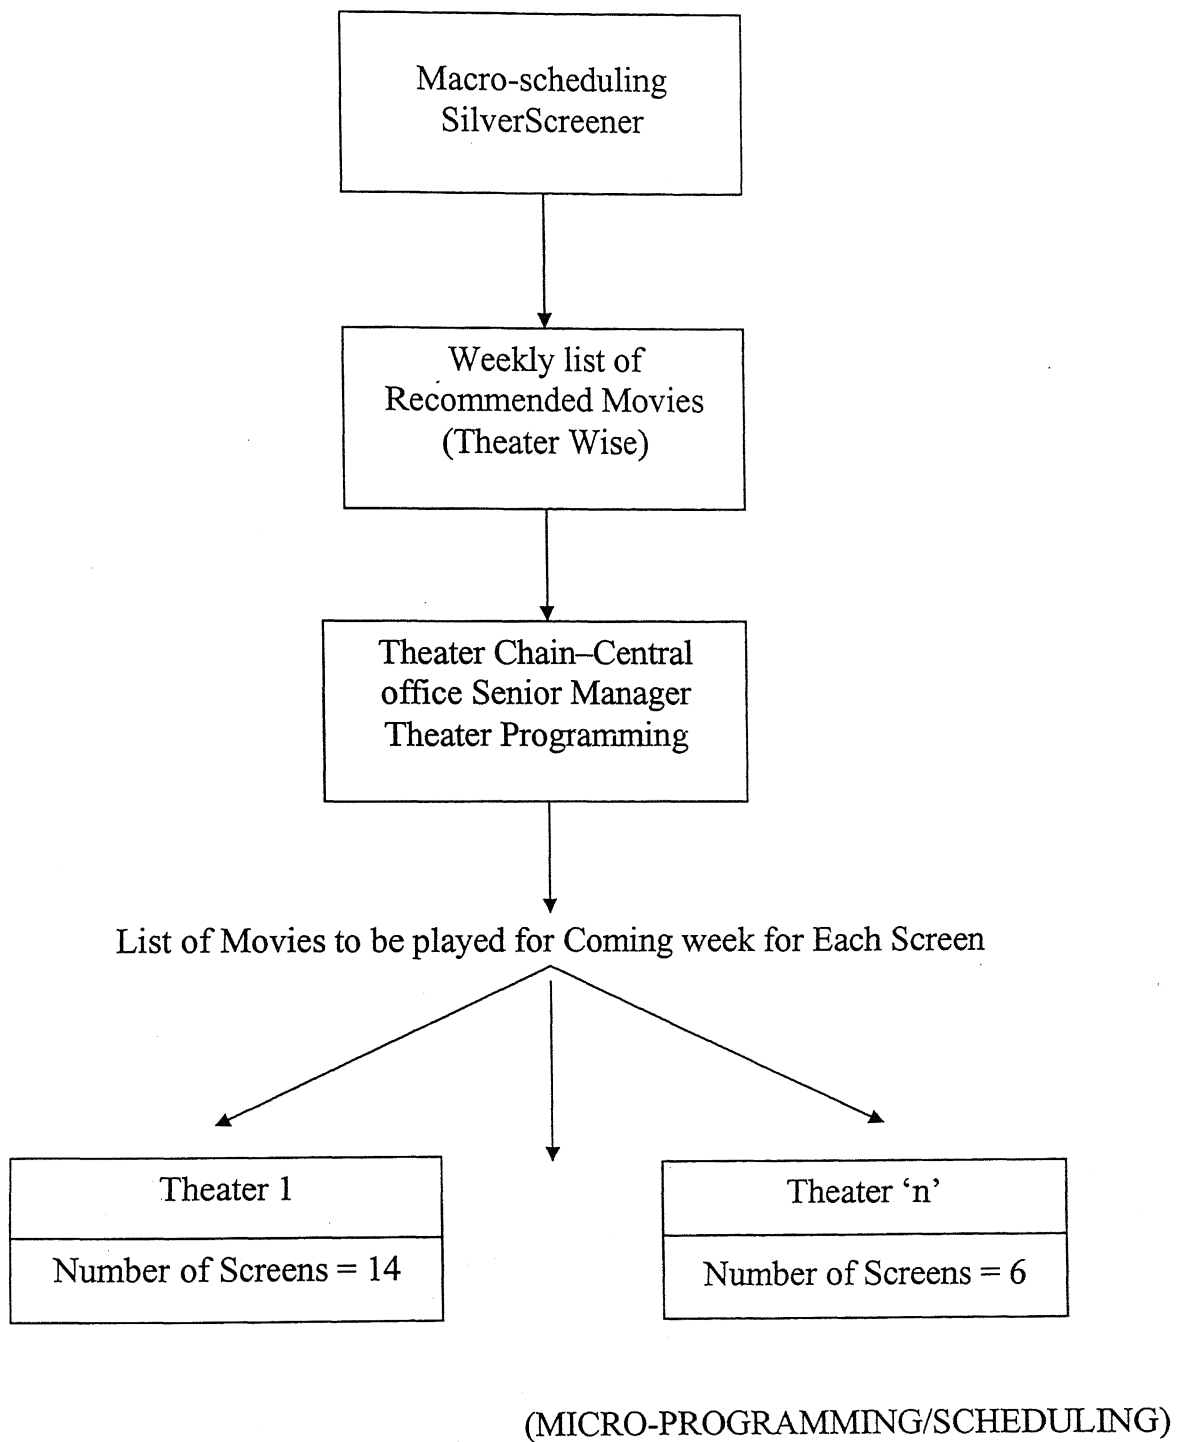 Macro-scheduling
SilverScreener
Weekly list of
Recommended Movies
(Theater Wise)
Theater Chain–Central
office Senior Manager
Theater Programming
List of Movies to be played for Coming week for Each Screen
Theater 1
Number of Screens = 14
Theater ‘n’
Number of Screens = 6
(MICRO-PROGRAMMING/SCHEDULING)